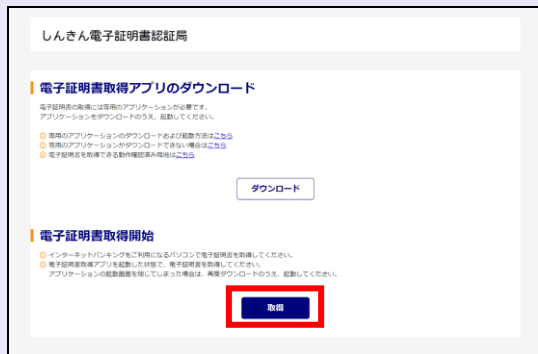 しんきん電子証明書認証局
電子証明書取得アプリのダウンロード
電子証明書の取得には専用のアプリケーションが必要です。
アプリケーションをダウンロードのうえ、起動してください。
専用のアプリケーションのダウンロードおよび起動方法はこちら
専用のアプリケーションがダウンロードできない場合はこちら
電子証明書を取得できる動作確認済み環境はこちら
ダウンロード
電子証明書取得開始
インターネットバンキングをご利用になるパソコンで電子証明書を取得してください。
電子証明書取得アプリを起動した状態で、電子証明書を取得してください。
アプリケーションの起動画面を閉じてしまった場合は、再度ダウンロードのうえ、起動してください。
取得